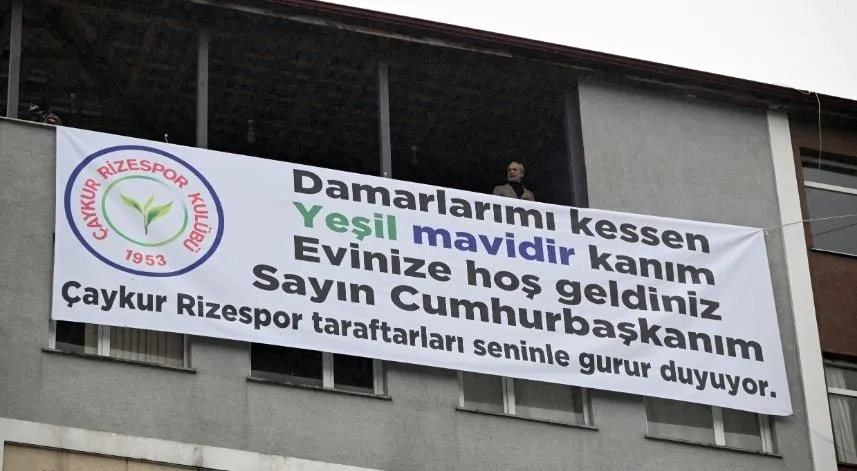 ÇAYKUR RİZESPOR KULÜBÜ
1953
Damarlarımı kessen
Yeşil mavidir kanım
Evinize hoş geldiniz
Sayın Cumhurbaşkanım
Çaykur Rizespor taraftarları seninle gurur duyuyor.